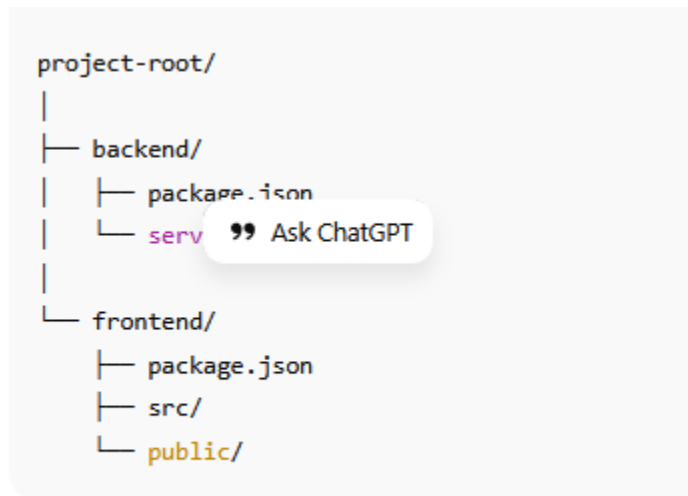 project-root/
│
├── backend/
│   ├── package.json
│   └── serv
❞ Ask ChatGPT
│
└── frontend/
    ├── package.json
    ├── src/
    └── public/